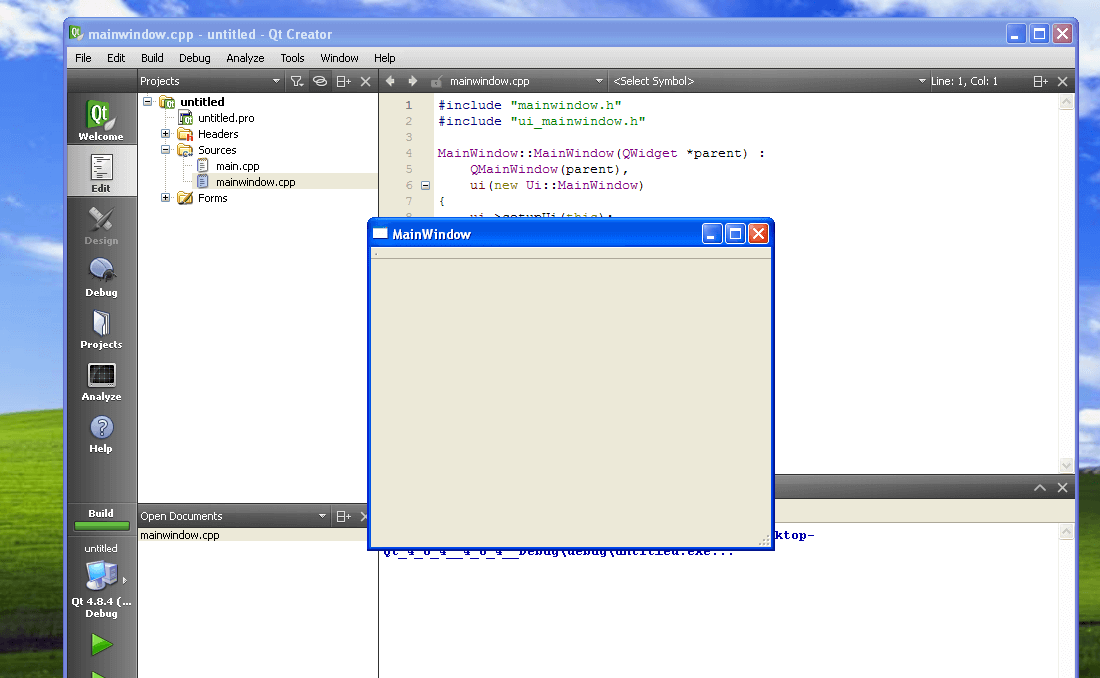 mainwindow.cpp - untitled - Qt Creator
File Edit Build Debug Analyze Tools Window Help
Projects
mainwindow.cpp
<Select Symbol>
Line: 1, Col: 1
Qt
Welcome
Edit
Design
Debug
Projects
Analyze
Help
Build
untitled
Qt 4.8.4 (...
Debug
untitled
untitled.pro
Headers
Sources
main.cpp
mainwindow.cpp
Forms
Open Documents
mainwindow.cpp
1 #include "mainwindow.h"
2 #include "ui_mainwindow.h"
3
4 MainWindow::MainWindow(QWidget *parent) :
5 QMainWindow(parent),
6 ui(new Ui::MainWindow)
7 {
8 ui->setupUi(this);
MainWindow
ktop-
Qt_4_8_4__4_8_4__Debug\debug\untitled.exe...